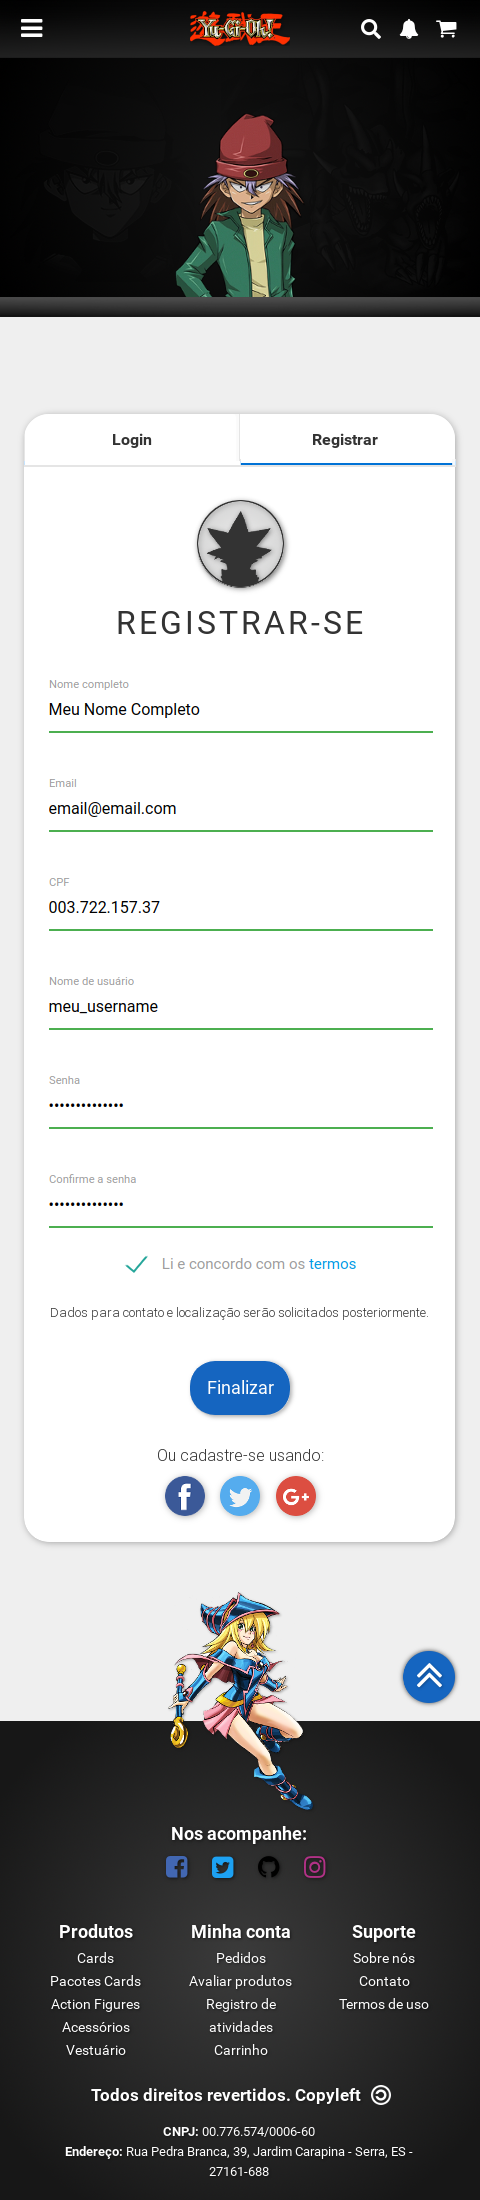 Yu-Gi-Oh!
Login
Registrar
REGISTRAR-SE
Nome completo
Meu Nome Completo
Email
email@email.com
CPF
003.722.157.37
Nome de usuário
meu_username
Senha
••••••••••••••
Confirme a senha
••••••••••••••
Li e concordo com os termos
Dados para contato e localização serão solicitados posteriormente.
Finalizar
Ou cadastre-se usando:
Nos acompanhe:
Produtos
Cards
Pacotes Cards
Action Figures
Acessórios
Vestuário
Minha conta
Pedidos
Avaliar produtos
Registro de
atividades
Carrinho
Suporte
Sobre nós
Contato
Termos de uso
Todos direitos revertidos. Copyleft
CNPJ: 00.776.574/0006-60
Endereço: Rua Pedra Branca, 39, Jardim Carapina - Serra, ES -
27161-688